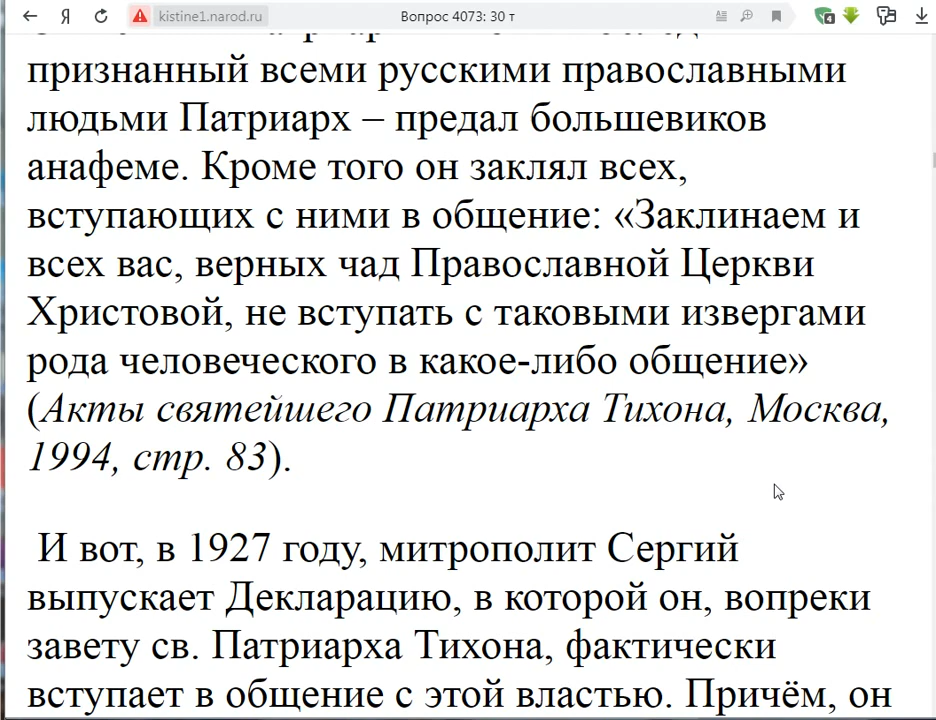 Я kistine1.narod.ru Вопрос 4073: 30 т 4
признанный всеми русскими православными
людьми Патриарх – предал большевиков
анафеме. Кроме того он заклял всех,
вступающих с ними в общение: «Заклинаем и
всех вас, верных чад Православной Церкви
Христовой, не вступать с таковыми извергами
рода человеческого в какое-либо общение»
(Акты святейшего Патриарха Тихона, Москва,
1994, стр. 83).
И вот, в 1927 году, митрополит Сергий
выпускает Декларацию, в которой он, вопреки
завету св. Патриарха Тихона, фактически
вступает в общение с этой властью. Причём, он